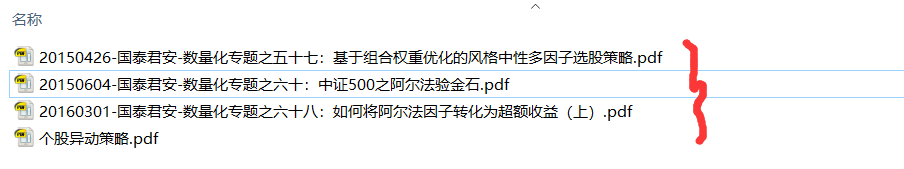 名称
20150426-国泰君安-数量化专题之五十七：基于组合权重优化的风格中性多因子选股策略.pdf
20150604-国泰君安-数量化专题之六十：中证500之阿尔法验金石.pdf
20160301-国泰君安-数量化专题之六十八：如何将阿尔法因子转化为超额收益（上）.pdf
个股异动策略.pdf